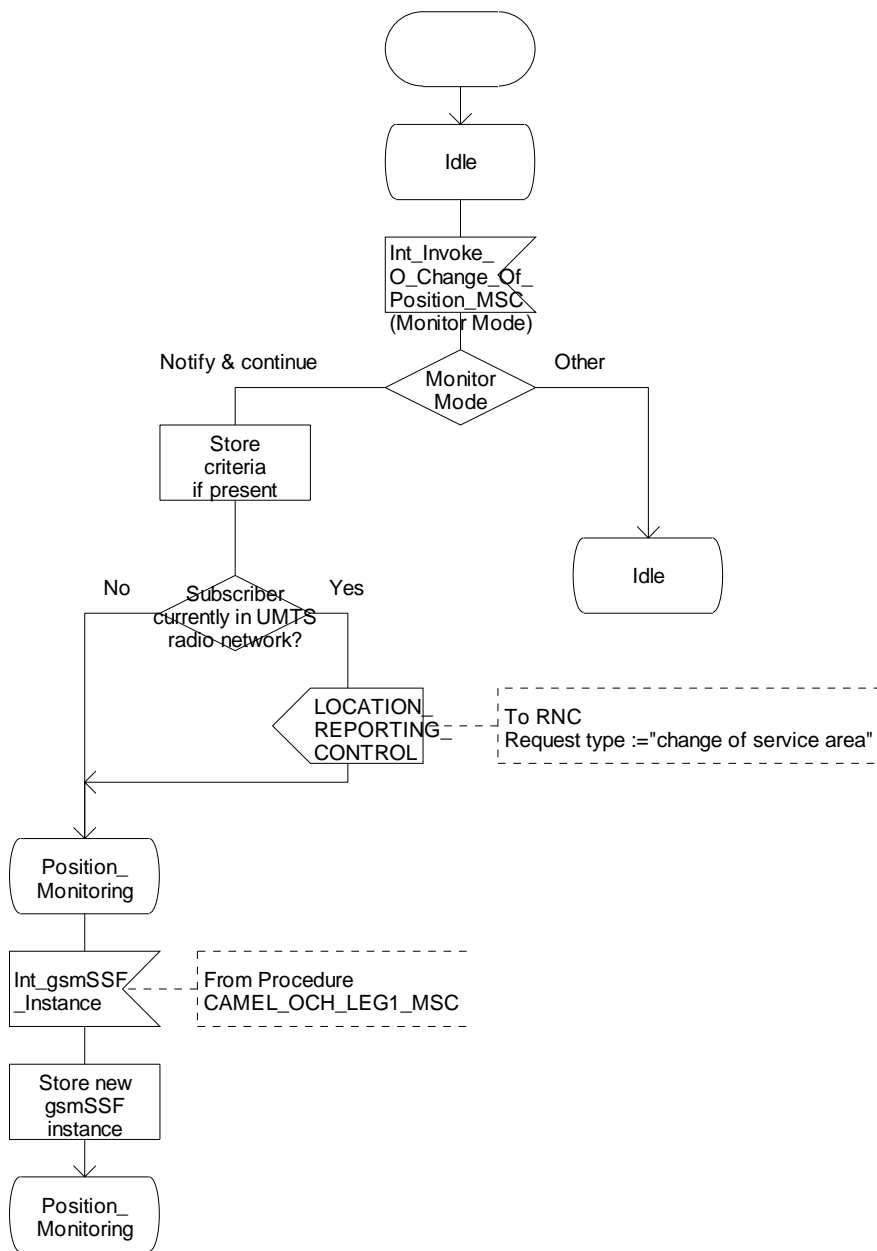 Idle
Int_Invoke_
O_Change_Of_
Position_MSC
(Monitor Mode)
Notify & continue
Monitor
Mode
Other
Store
criteria
if present
Idle
No
Subscriber
currently in UMTS
radio network?
Yes
LOCATION_
REPORTING_
CONTROL
To RNC
Request type :="change of service area"
Position_
Monitoring
Int_gsmSSF
_Instance
From Procedure
CAMEL_OCH_LEG1_MSC
Store new
gsmSSF
instance
Position_
Monitoring